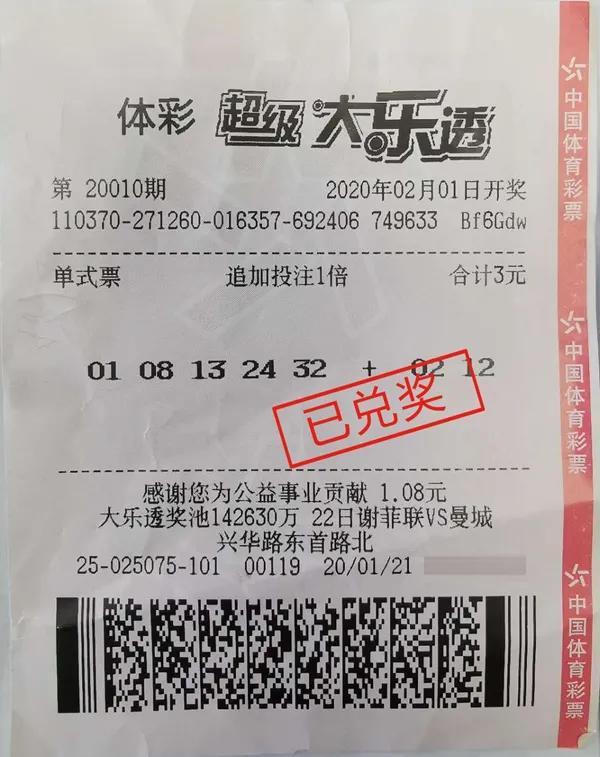 体彩 超级大乐透
第 20010期 2020年02月01日开奖
110370-271260-016357-692406 749633 Bf6Gdw
单式票 追加投注1倍 合计3元
01 08 13 24 32 + 02 12
已兑奖
感谢您为公益事业贡献 1.08元
大乐透奖池142630万 22日谢菲联VS曼城
兴华路东首路北
25-025075-101 00119 20/01/21
中国体育彩票
中国体育彩票
中国体育彩票